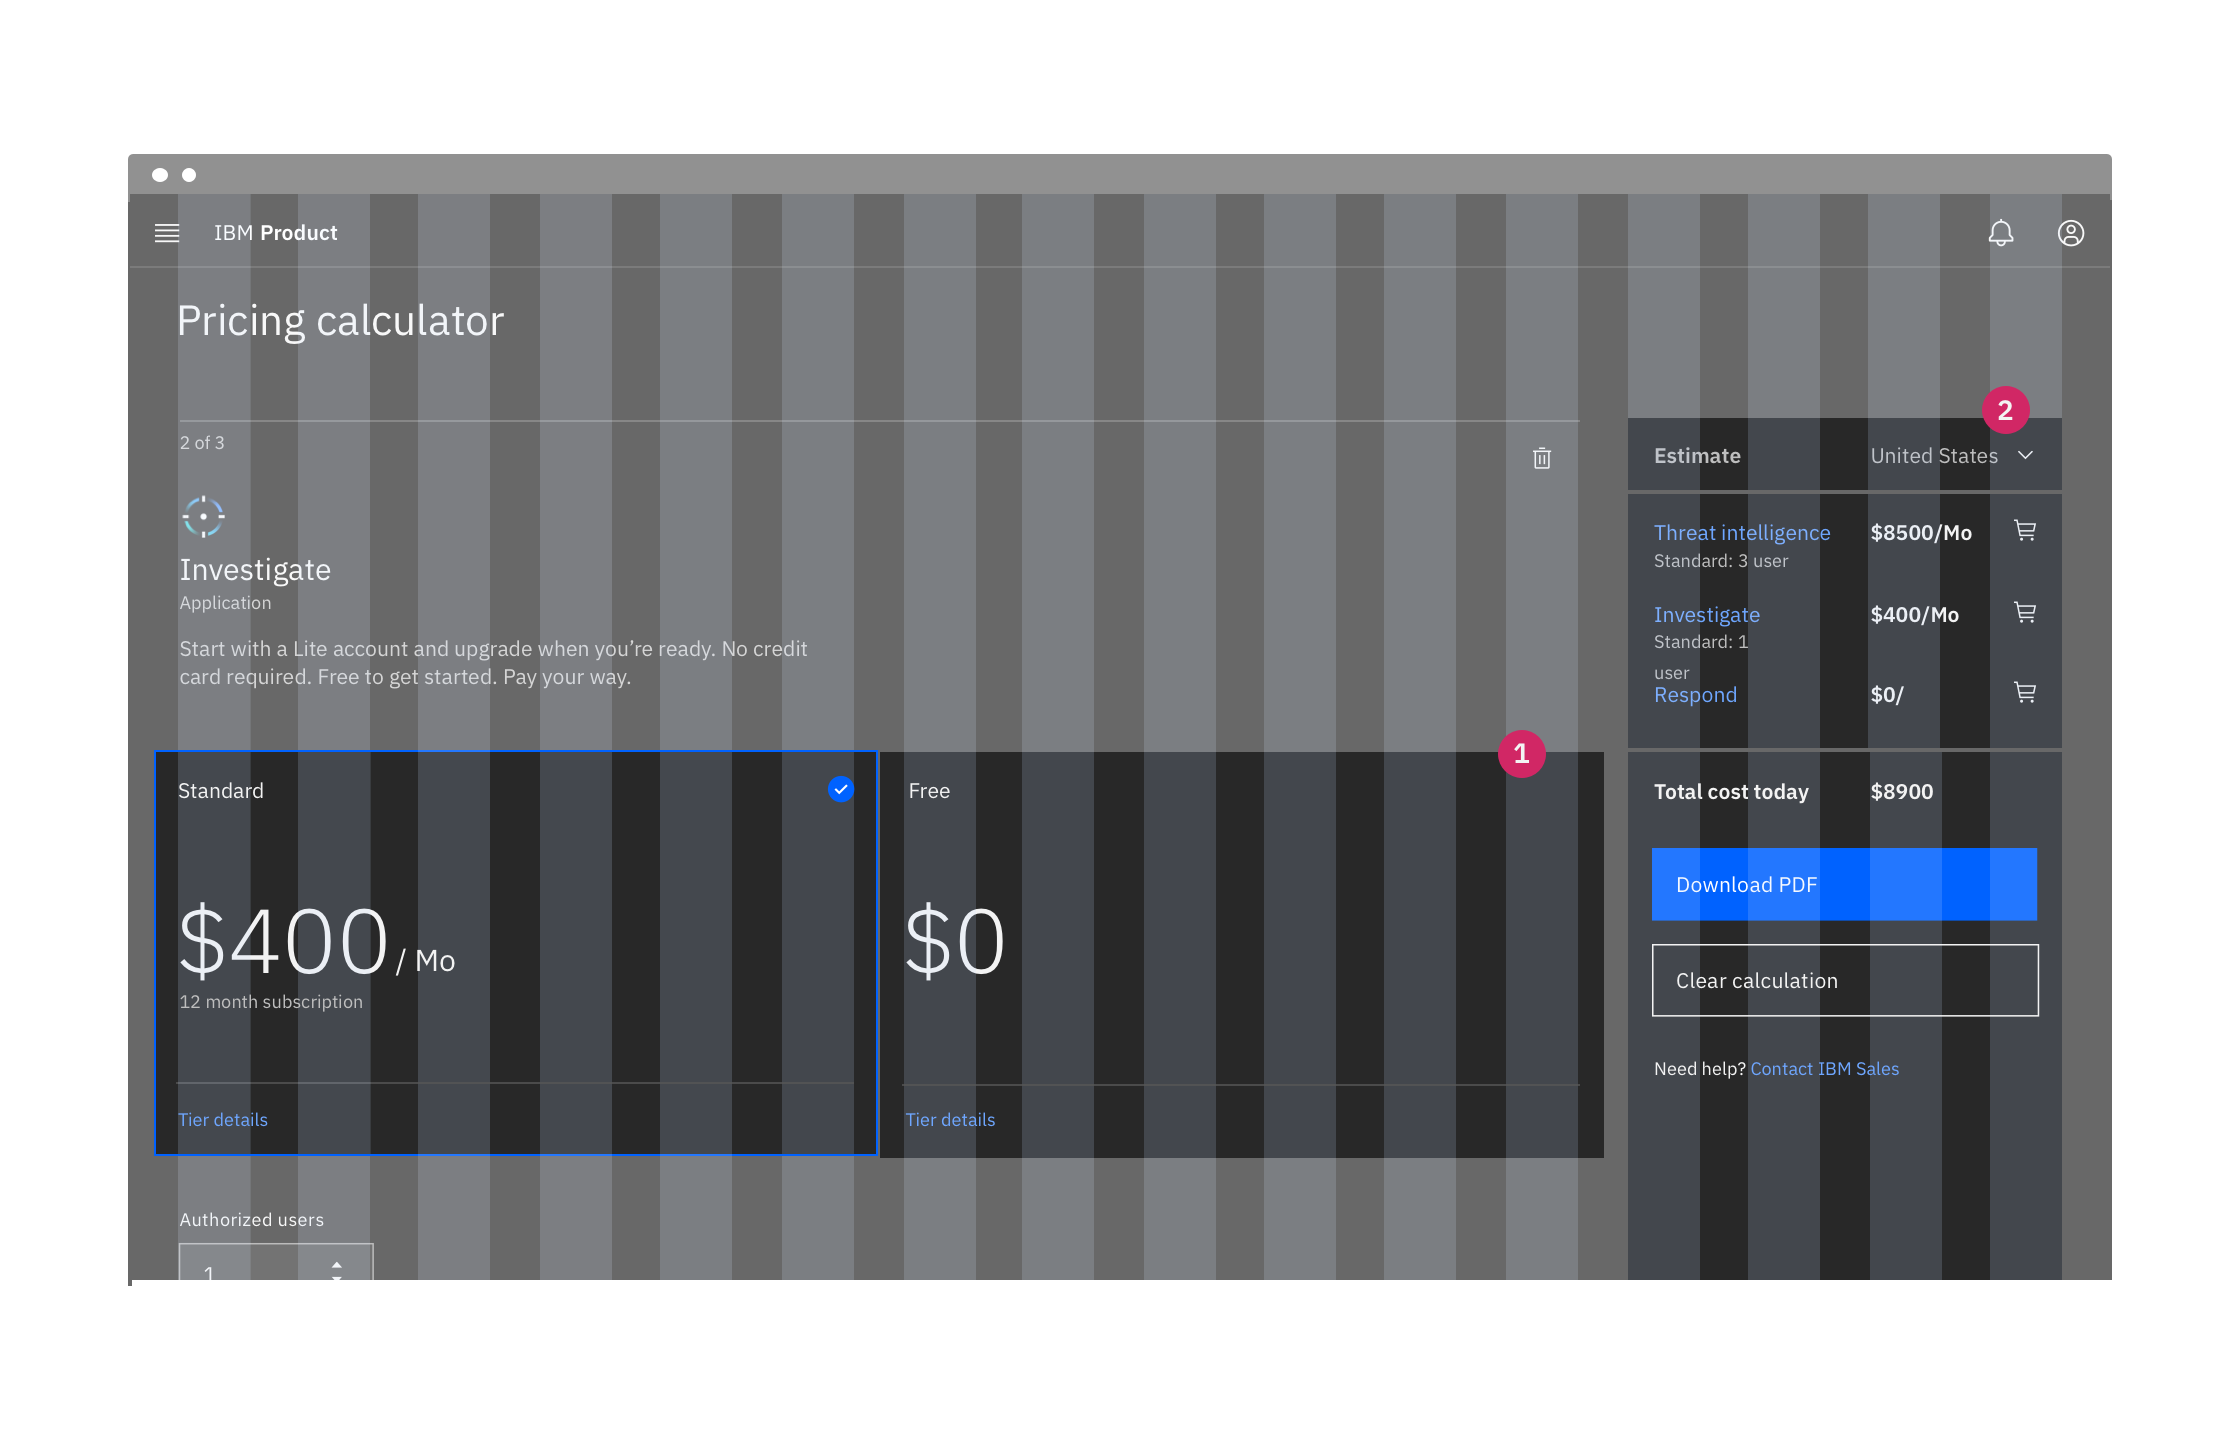 IBM Product
Pricing calculator
2 of 3
Investigate
Application
Start with a Lite account and upgrade when you’re ready. No credit
card required. Free to get started. Pay your way.
1
Standard
$400 / Mo
12 month subscription
Tier details
Free
$0
Tier details
Authorized users
1
2
Estimate United States
Threat intelligence $8500/Mo
Standard: 3 user
Investigate $400/Mo
Standard: 1
user
Respond $0/
Total cost today $8900
Download PDF
Clear calculation
Need help? Contact IBM Sales